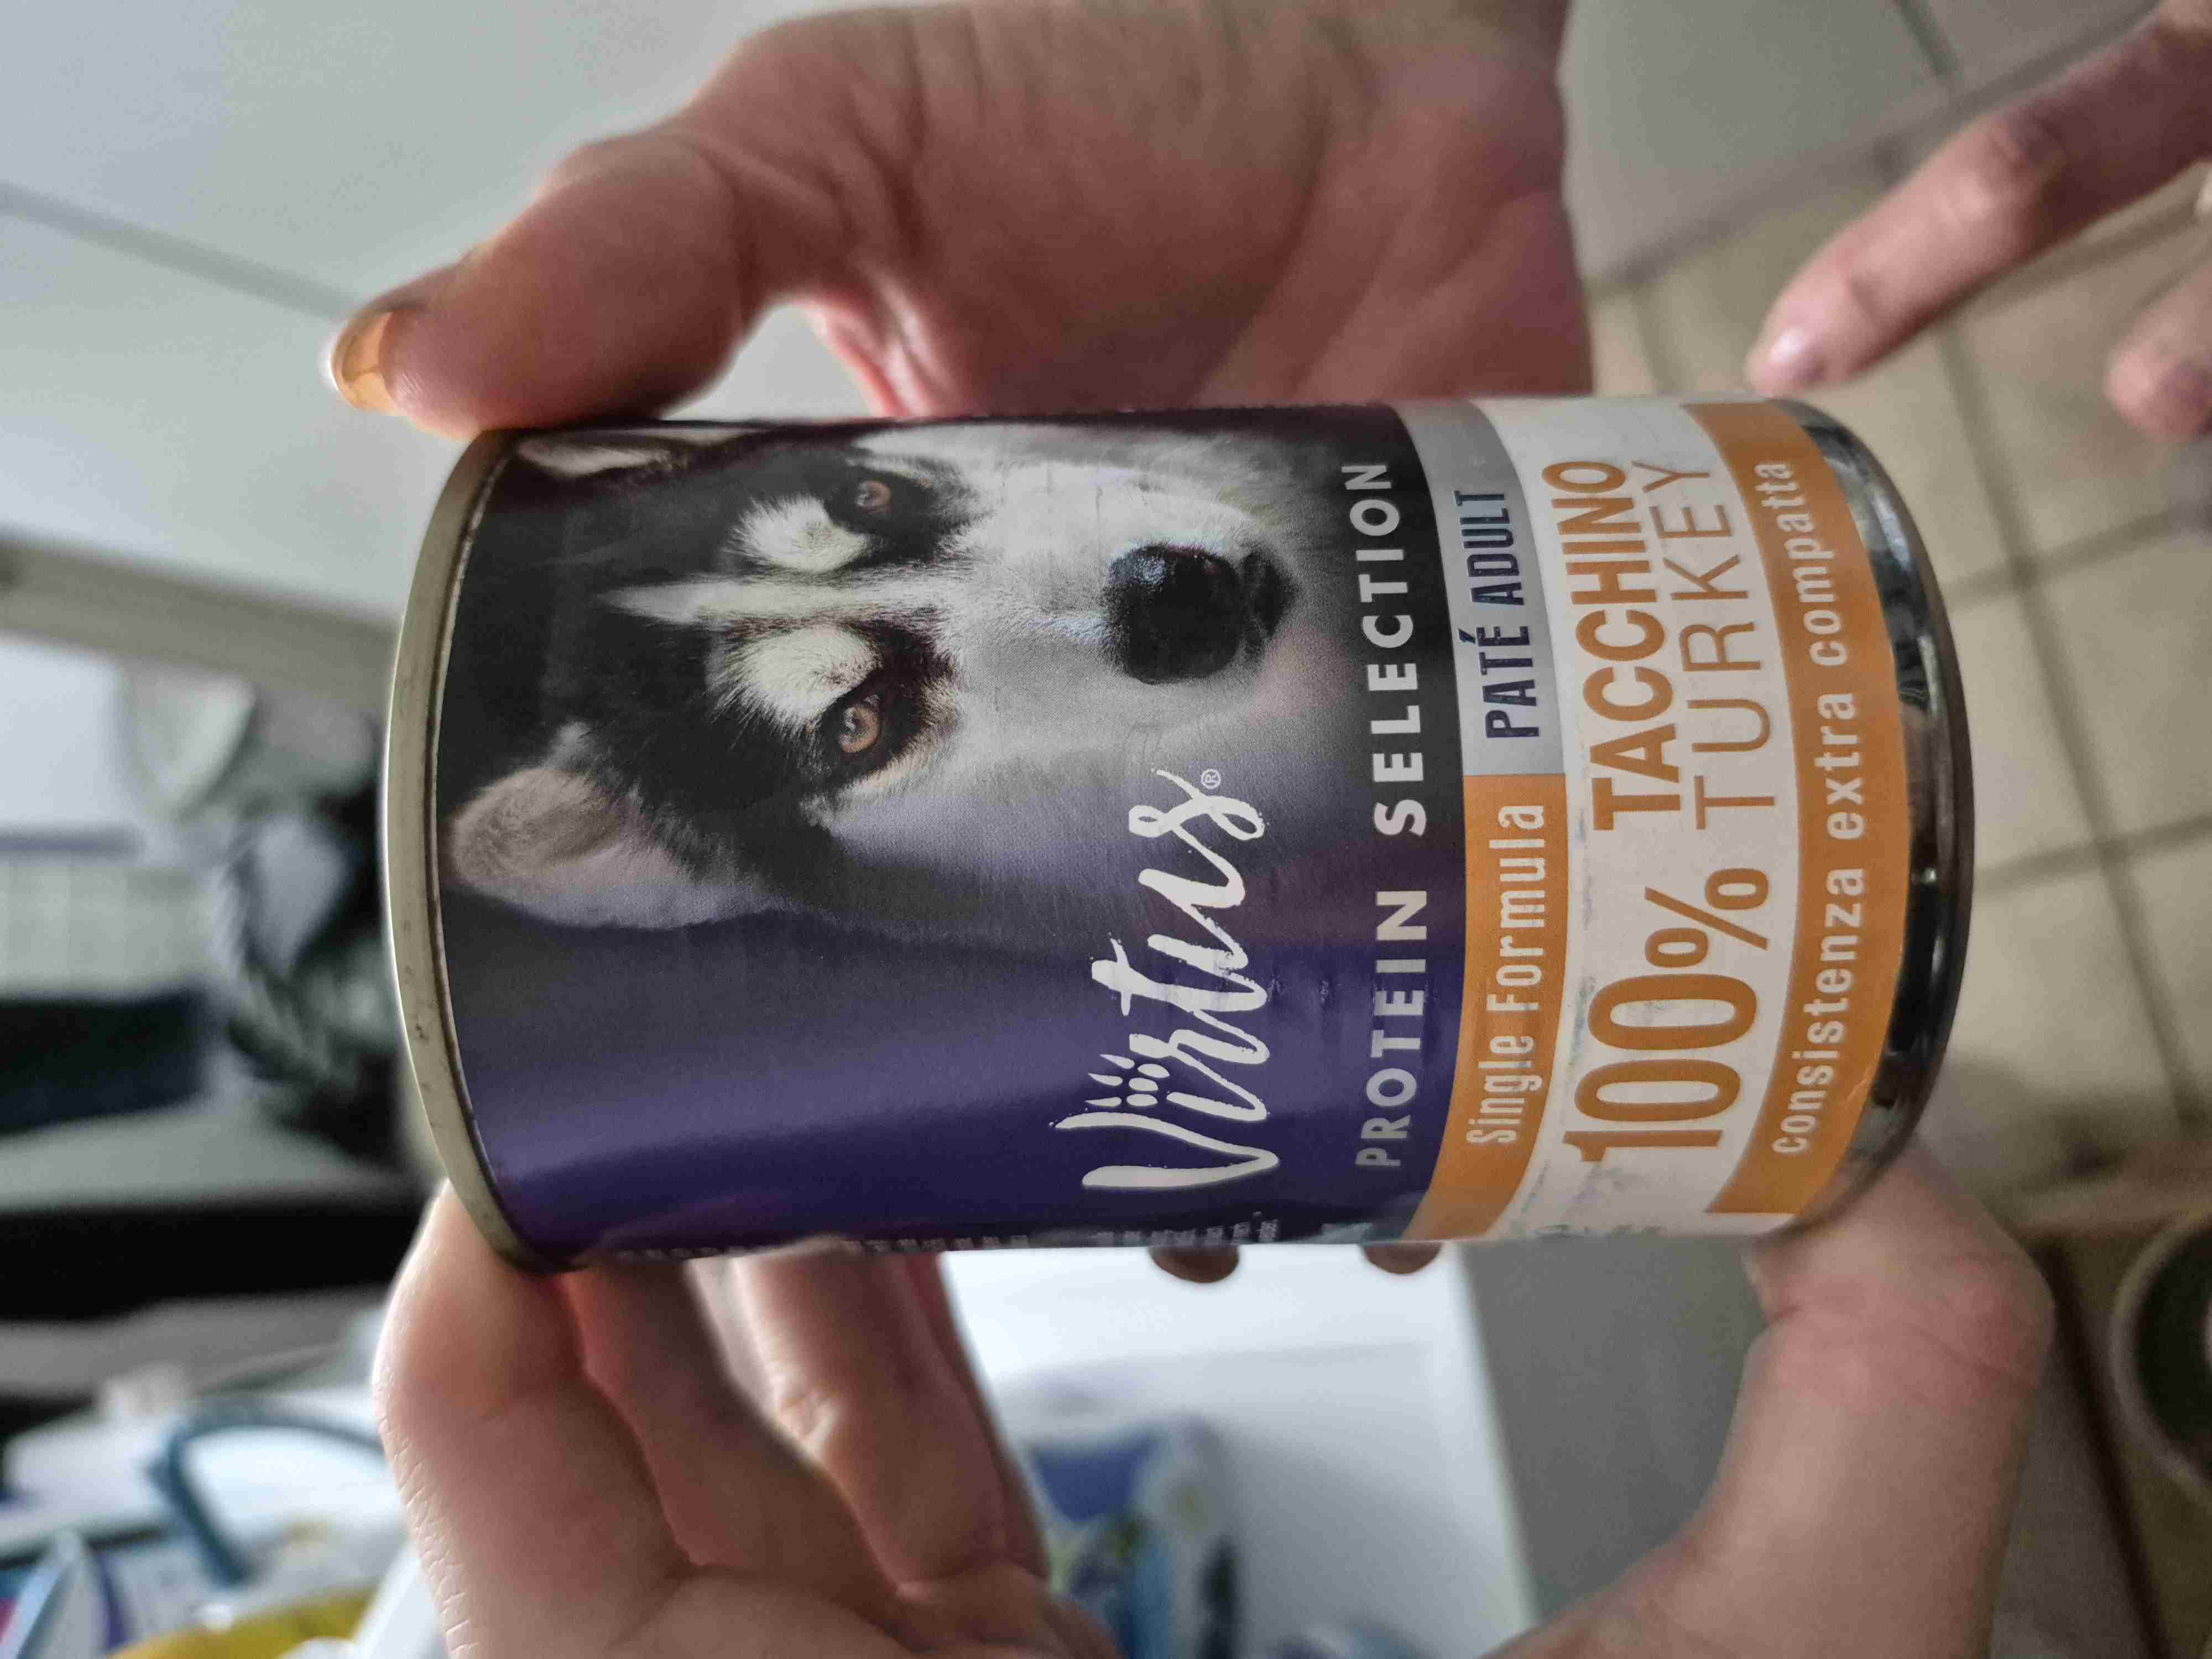 Virtus®
PROTEIN SELECTION
Single Formula PATÉ ADULT
100% TACCHINO
TURKEY
consistenza extra compatta